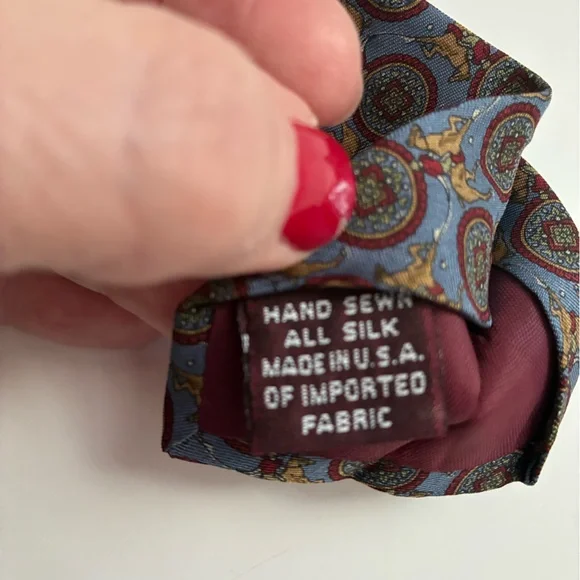 HAND SEWN
ALL SILK
MADE IN U.S.A.
OF IMPORTED
FABRIC